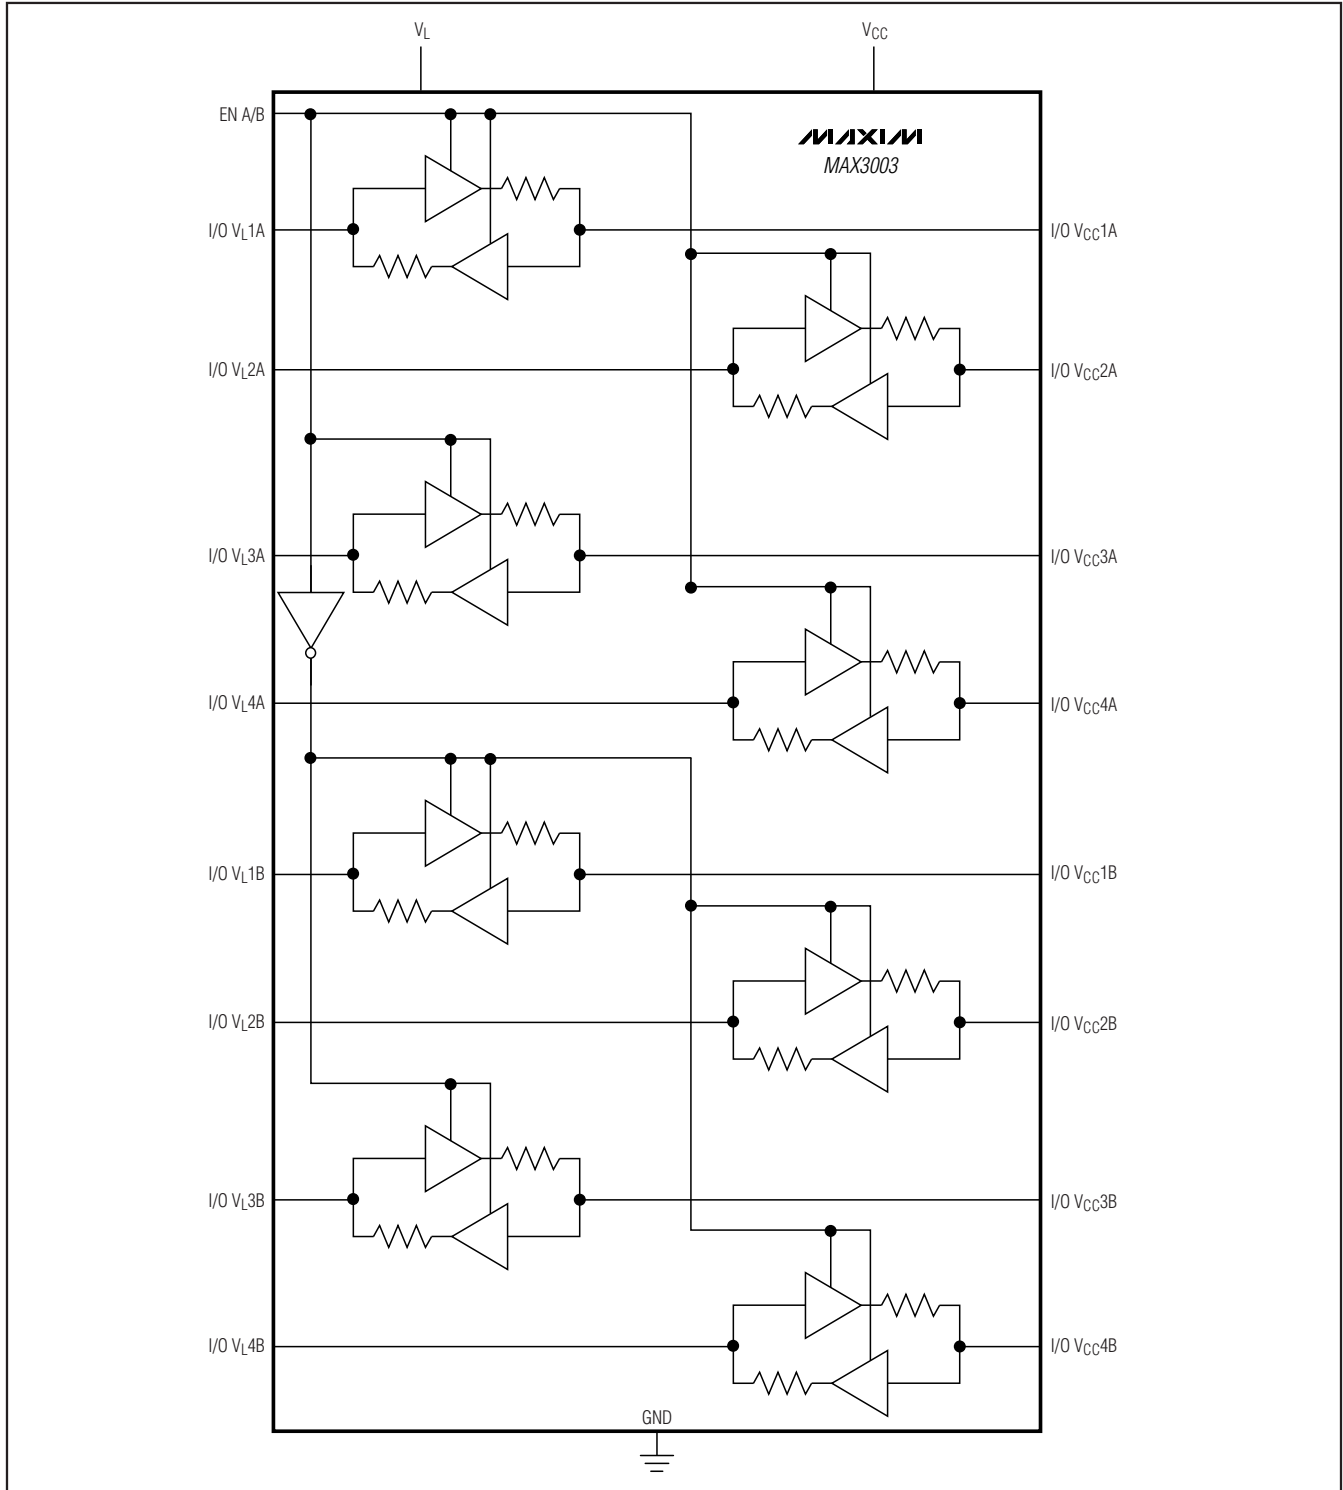 VL VCC
EN A/B
MAXIM
MAX3003
I/O VL1A I/O VCC1A
I/O VL2A I/O VCC2A
I/O VL3A I/O VCC3A
I/O VL4A I/O VCC4A
I/O VL1B I/O VCC1B
I/O VL2B I/O VCC2B
I/O VL3B I/O VCC3B
I/O VL4B I/O VCC4B
GND